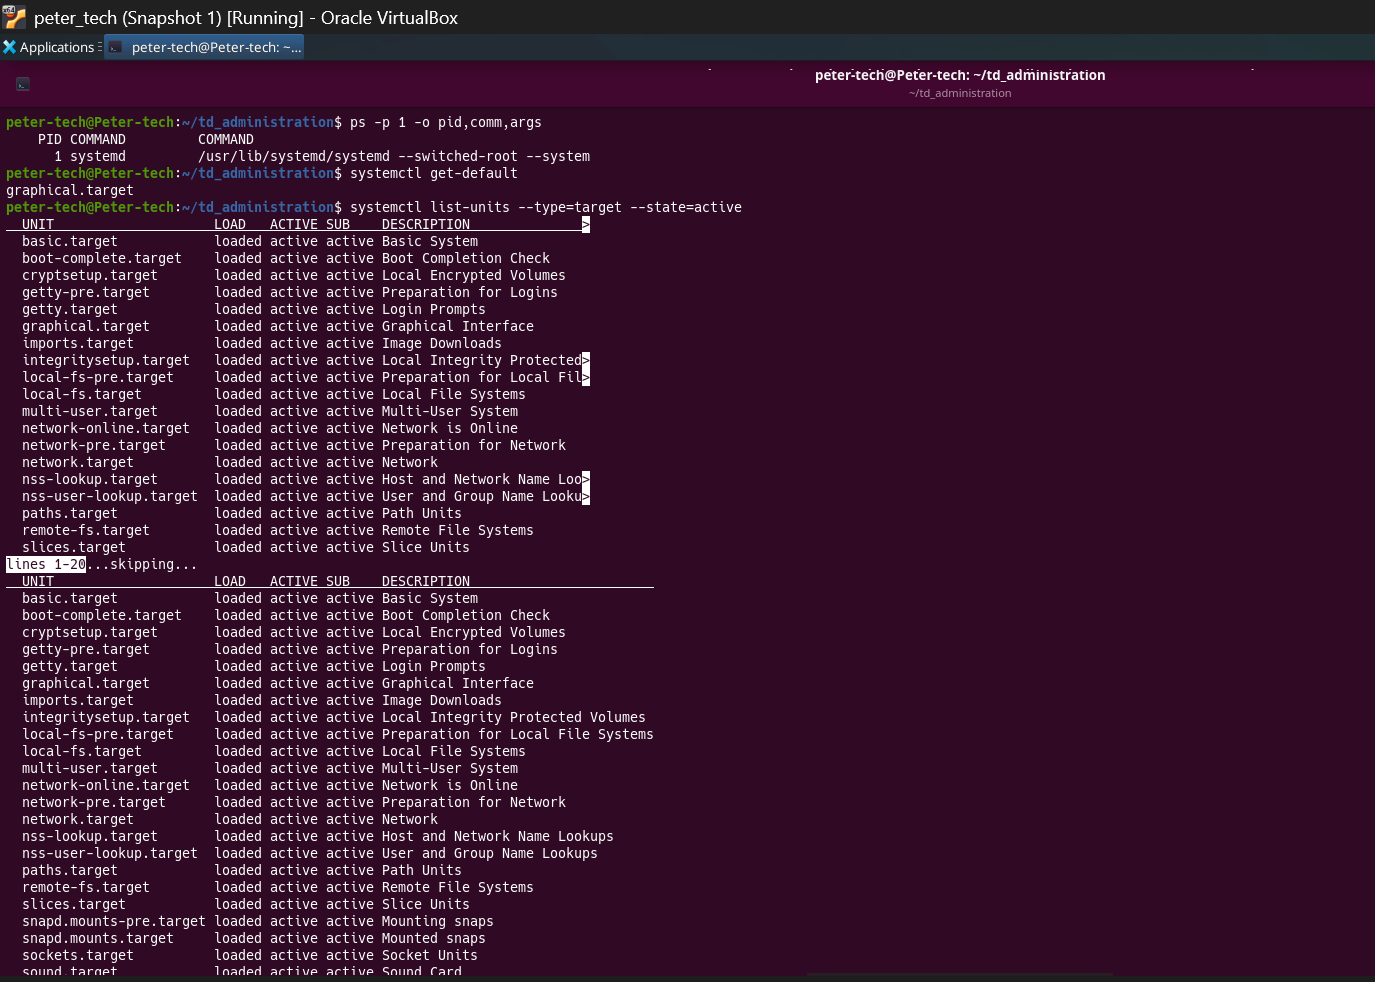 peter_tech (Snapshot 1) [Running] - Oracle VirtualBox
Applications peter-tech@Peter-tech: ~...
peter-tech@Peter-tech: ~/td_administration
~/td_administration
peter-tech@Peter-tech:~/td_administration$ ps -p 1 -o pid,comm,args
    PID COMMAND         COMMAND
      1 systemd         /usr/lib/systemd/systemd --switched-root --system
peter-tech@Peter-tech:~/td_administration$ systemctl get-default
graphical.target
peter-tech@Peter-tech:~/td_administration$ systemctl list-units --type=target --state=active
  UNIT                    LOAD   ACTIVE SUB    DESCRIPTION              >
  basic.target            loaded active active Basic System
  boot-complete.target    loaded active active Boot Completion Check
  cryptsetup.target       loaded active active Local Encrypted Volumes
  getty-pre.target        loaded active active Preparation for Logins
  getty.target            loaded active active Login Prompts
  graphical.target        loaded active active Graphical Interface
  imports.target          loaded active active Image Downloads
  integritysetup.target   loaded active active Local Integrity Protected>
  local-fs-pre.target     loaded active active Preparation for Local Fil>
  local-fs.target         loaded active active Local File Systems
  multi-user.target       loaded active active Multi-User System
  network-online.target   loaded active active Network is Online
  network-pre.target      loaded active active Preparation for Network
  network.target          loaded active active Network
  nss-lookup.target       loaded active active Host and Network Name Loo>
  nss-user-lookup.target  loaded active active User and Group Name Looku>
  paths.target            loaded active active Path Units
  remote-fs.target        loaded active active Remote File Systems
  slices.target           loaded active active Slice Units
lines 1-20...skipping...
  UNIT                    LOAD   ACTIVE SUB    DESCRIPTION
  basic.target            loaded active active Basic System
  boot-complete.target    loaded active active Boot Completion Check
  cryptsetup.target       loaded active active Local Encrypted Volumes
  getty-pre.target        loaded active active Preparation for Logins
  getty.target            loaded active active Login Prompts
  graphical.target        loaded active active Graphical Interface
  imports.target          loaded active active Image Downloads
  integritysetup.target   loaded active active Local Integrity Protected Volumes
  local-fs-pre.target     loaded active active Preparation for Local File Systems
  local-fs.target         loaded active active Local File Systems
  multi-user.target       loaded active active Multi-User System
  network-online.target   loaded active active Network is Online
  network-pre.target      loaded active active Preparation for Network
  network.target          loaded active active Network
  nss-lookup.target       loaded active active Host and Network Name Lookups
  nss-user-lookup.target  loaded active active User and Group Name Lookups
  paths.target            loaded active active Path Units
  remote-fs.target        loaded active active Remote File Systems
  slices.target           loaded active active Slice Units
  snapd.mounts-pre.target loaded active active Mounting snaps
  snapd.mounts.target     loaded active active Mounted snaps
  sockets.target          loaded active active Socket Units
  sound.target            loaded active active Sound Card